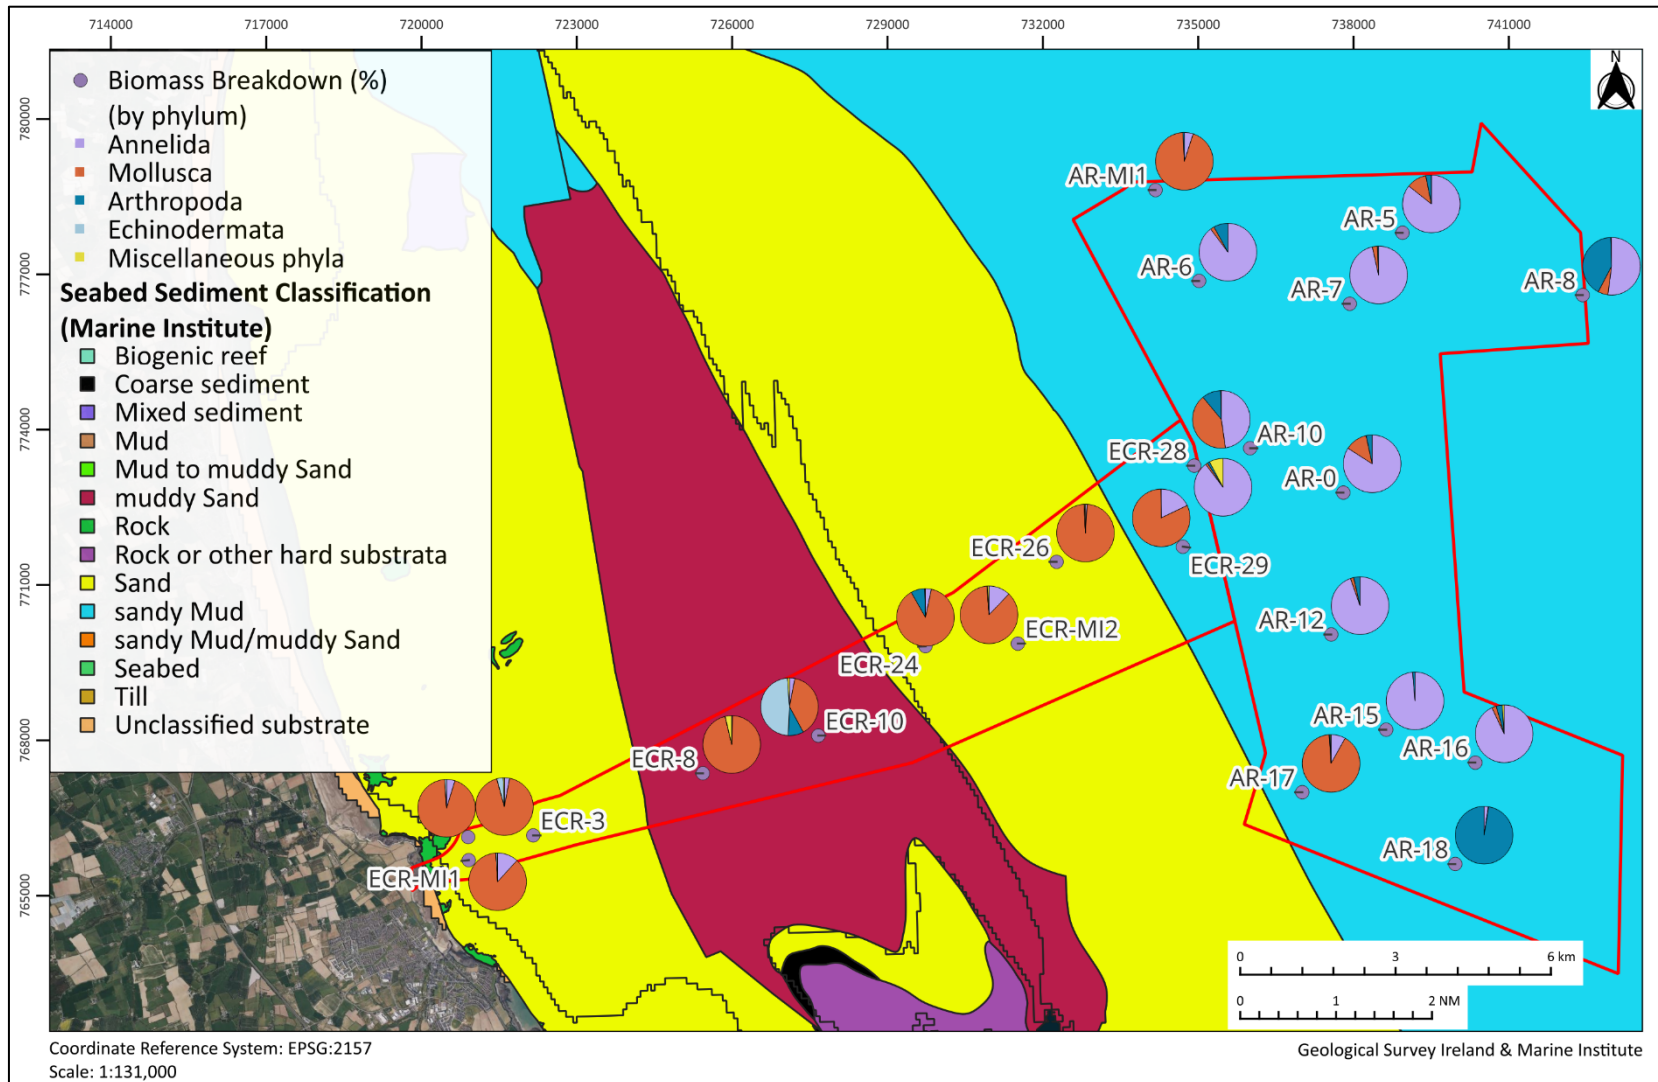 714000 717000 720000 723000 726000 729000 732000 735000 738000 741000
780000
777000
774000
771000
768000
765000
Biomass Breakdown (%)
(by phylum)
Annelida
Mollusca
Arthropoda
Echinodermata
Miscellaneous phyla
Seabed Sediment Classification
(Marine Institute)
Biogenic reef
Coarse sediment
Mixed sediment
Mud
Mud to muddy Sand
muddy Sand
Rock
Rock or other hard substrata
Sand
sandy Mud
sandy Mud/muddy Sand
Seabed
Till
Unclassified substrate
N
AR-MI1
AR-5
AR-6
AR-7
AR-8
AR-10
ECR-28
AR-0
ECR-26
ECR-29
AR-12
ECR-MI2
ECR-24
AR-15
ECR-10
AR-16
ECR-8
AR-17
ECR-3
AR-18
ECR-MI1
0 3 6 km
0 1 2 NM
Coordinate Reference System: EPSG:2157
Scale: 1:131,000
Geological Survey Ireland & Marine Institute